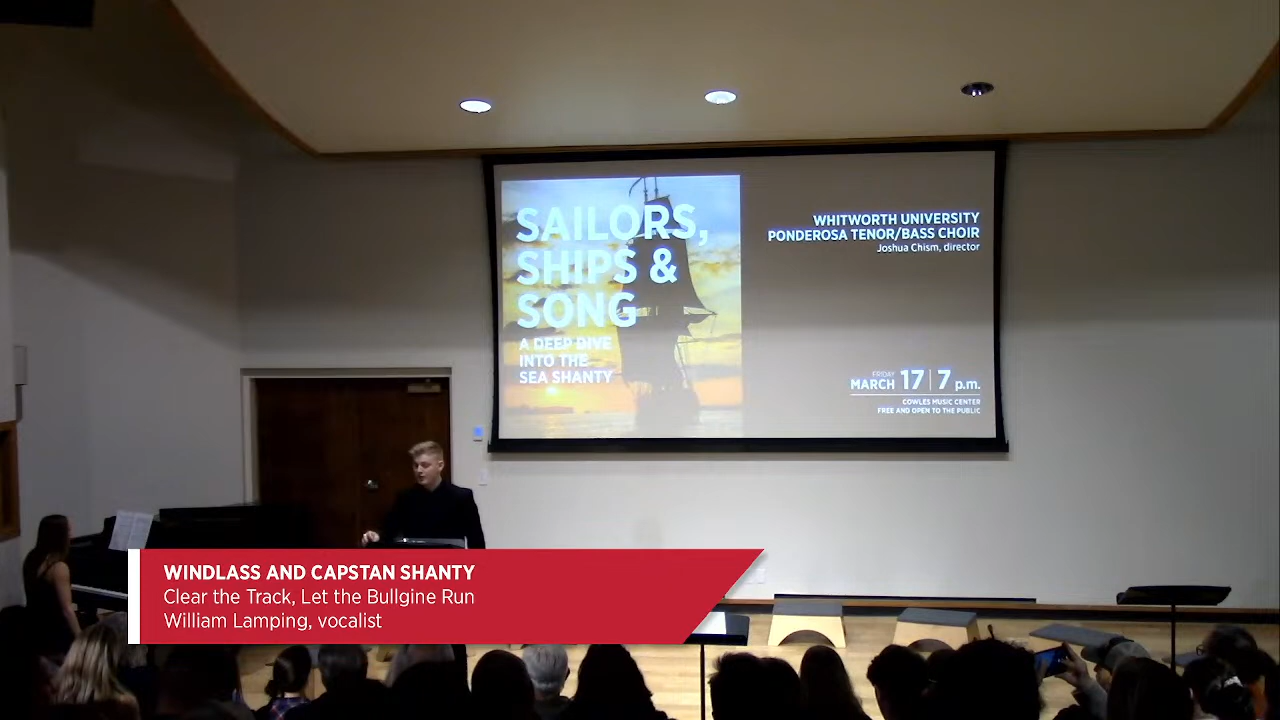 SAILORS,
SHIPS &
SONG
A DEEP DIVE
INTO THE
SEA SHANTY
WHITWORTH UNIVERSITY
PONDEROSA TENOR/BASS CHOIR
Joshua Chism, director
FRIDAY
MARCH 17 | 7 p.m.
COWLES MUSIC CENTER
FREE AND OPEN TO THE PUBLIC
WINDLASS AND CAPSTAN SHANTY
Clear the Track, Let the Bullgine Run
William Lamping, vocalist